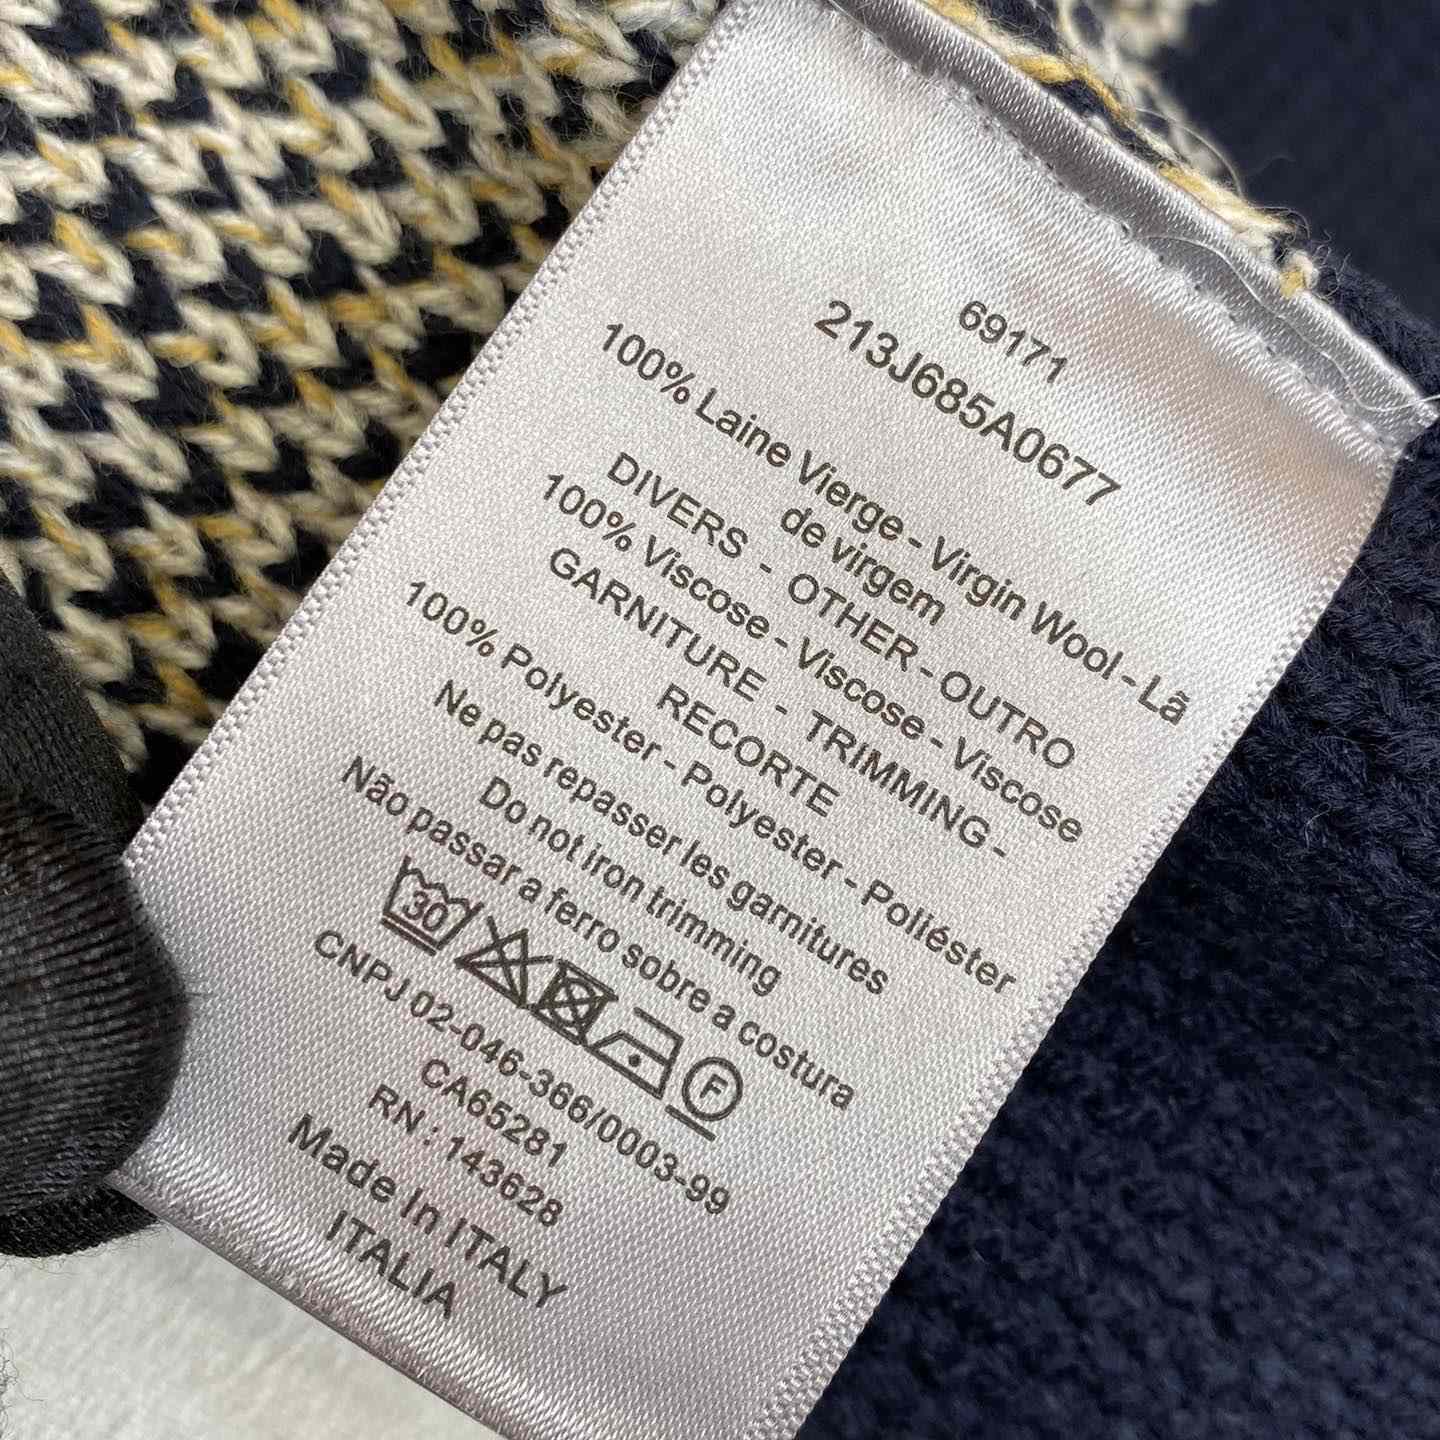 69171
213J685A0677
100% Laine Vierge - Virgin Wool - Lã
de virgem
DIVERS - OTHER - OUTRO
100% Viscose - Viscose - Viscose
GARNITURE - TRIMMING -
RECORTE
100% Polyester - Polyester - Poliéster
Ne pas repasser les garnitures
Do not iron trimming
Não passar a ferro sobre a costura
30 F
CNPJ 02-046-366/0003-99
CA65281
RN : 143628
Made In ITALY
ITALIA